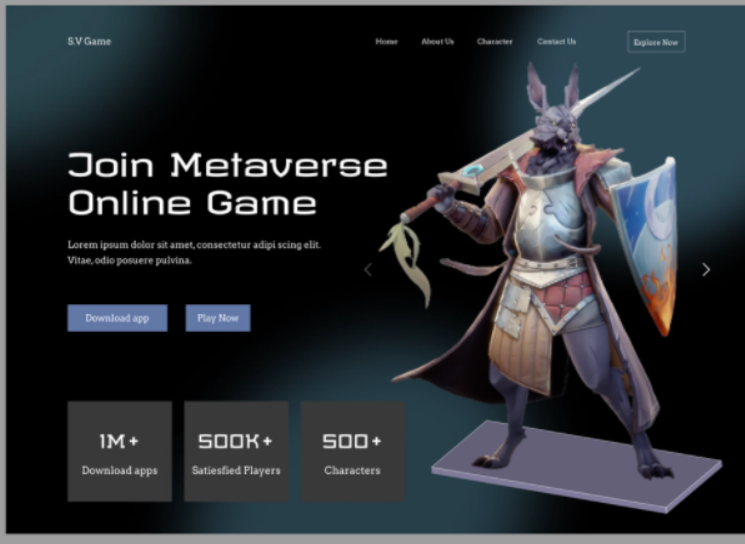 S.V Game
Home About Us Character Contact Us Explore Now
Join Metaverse
Online Game
Lorem ipsum dolor sit amet, consectetur adipi scing elit.
Vitae, odio posuere pulvina.
Download app Play Now
1M+ 500K+ 500+
Download apps Satiesfied Players Characters